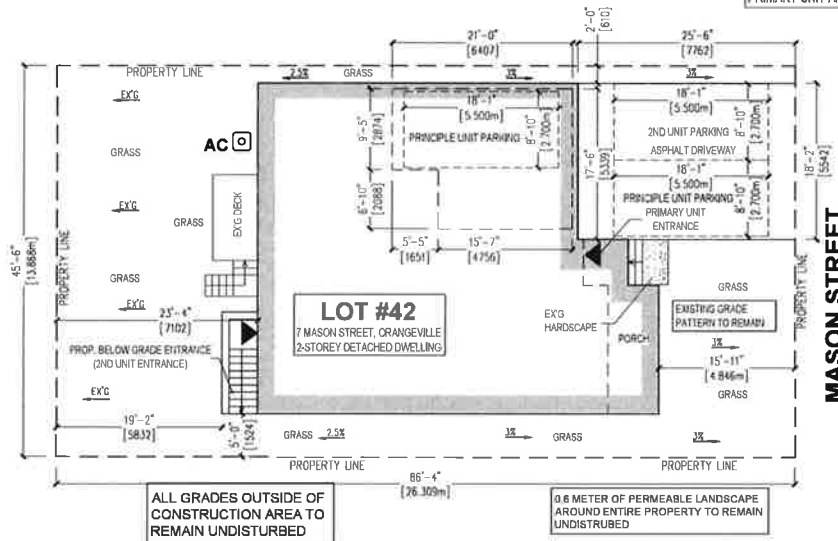 2'-0"
[610]
21'-0"
[6407]
25'-6"
[7762]
PROPERTY LINE
2.5%
GRASS
3%
3%
EX'G
18'-1"
[5.500m]
8'-10"
[2.700m]
PRINCIPLE UNIT PARKING
9'-5"
[2874]
6'-10"
[2088]
5'-5"
[1651]
15'-7"
[4756]
17'-6"
[5339]
18'-1"
[5.500m]
2ND UNIT PARKING
ASPHALT DRIVEWAY
8'-10"
[2.700m]
18'-1"
[5.500m]
PRINCIPLE UNIT PARKING
8'-10"
[2.700m]
PRIMARY UNIT
ENTRANCE
18'-2"
[5542]
AC
GRASS
EX'G
GRASS
EX'G DECK
GRASS
EX'G
45'-6"
[13.868m]
PROPERTY LINE
23'-4"
[7102]
PROP. BELOW GRADE ENTRANCE
(2ND UNIT ENTRANCE)
EX'G
19'-2"
[5832]
5'-0"
[1524]
LOT #42
7 MASON STREET, ORANGEVILLE
2-STOREY DETACHED DWELLING
EX'G
HARDSCAPE
PORCH
GRASS
EXISTING GRADE
PATTERN TO REMAIN
3%
15'-11"
[4.846m]
GRASS
PROPERTY LINE
MASON STREET
GRASS
2.5%
3%
GRASS
3%
PROPERTY LINE
PROPERTY LINE
86'-4"
[26.309m]
ALL GRADES OUTSIDE OF
CONSTRUCTION AREA TO
REMAIN UNDISTURBED
0.6 METER OF PERMEABLE LANDSCAPE
AROUND ENTIRE PROPERTY TO REMAIN
UNDISTRUBED